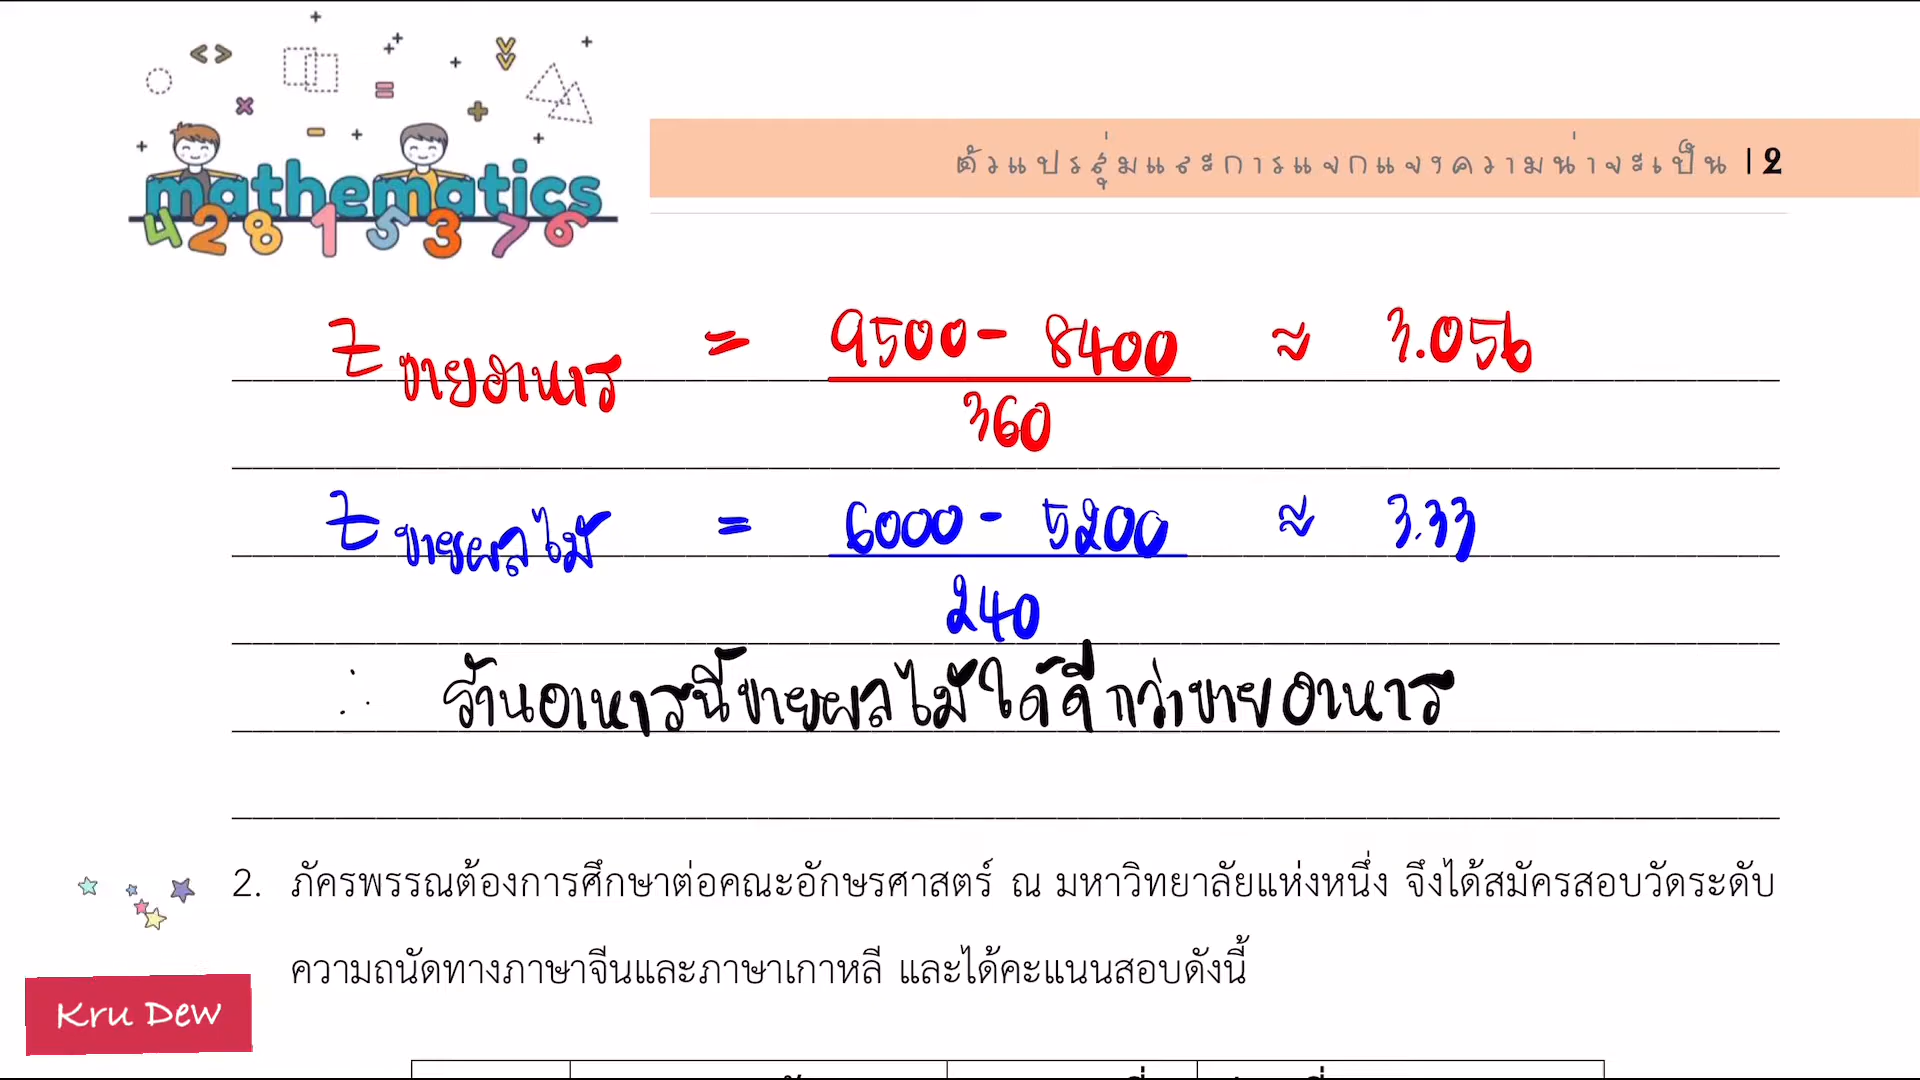 mathematics
4 2 8 1 5 3 7 6
ตัวแปรสุ่มและการแจกแจงความน่าจะเป็น | 2
Z ขายอาหาร = 9500 - 8400 ≈ 3.056
360
Z ขายผลไม้ = 6000 - 5200 ≈ 3.33
240
∴ ร้านอาหารนี้ขายผลไม้ได้ดีกว่าขายอาหาร
2. ภัครพรรณต้องการศึกษาต่อคณะอักษรศาสตร์ ณ มหาวิทยาลัยแห่งหนึ่ง จึงได้สมัครสอบวัดระดับ
ความถนัดทางภาษาจีนและภาษาเกาหลี และได้คะแนนสอบดังนี้
Kru Dew